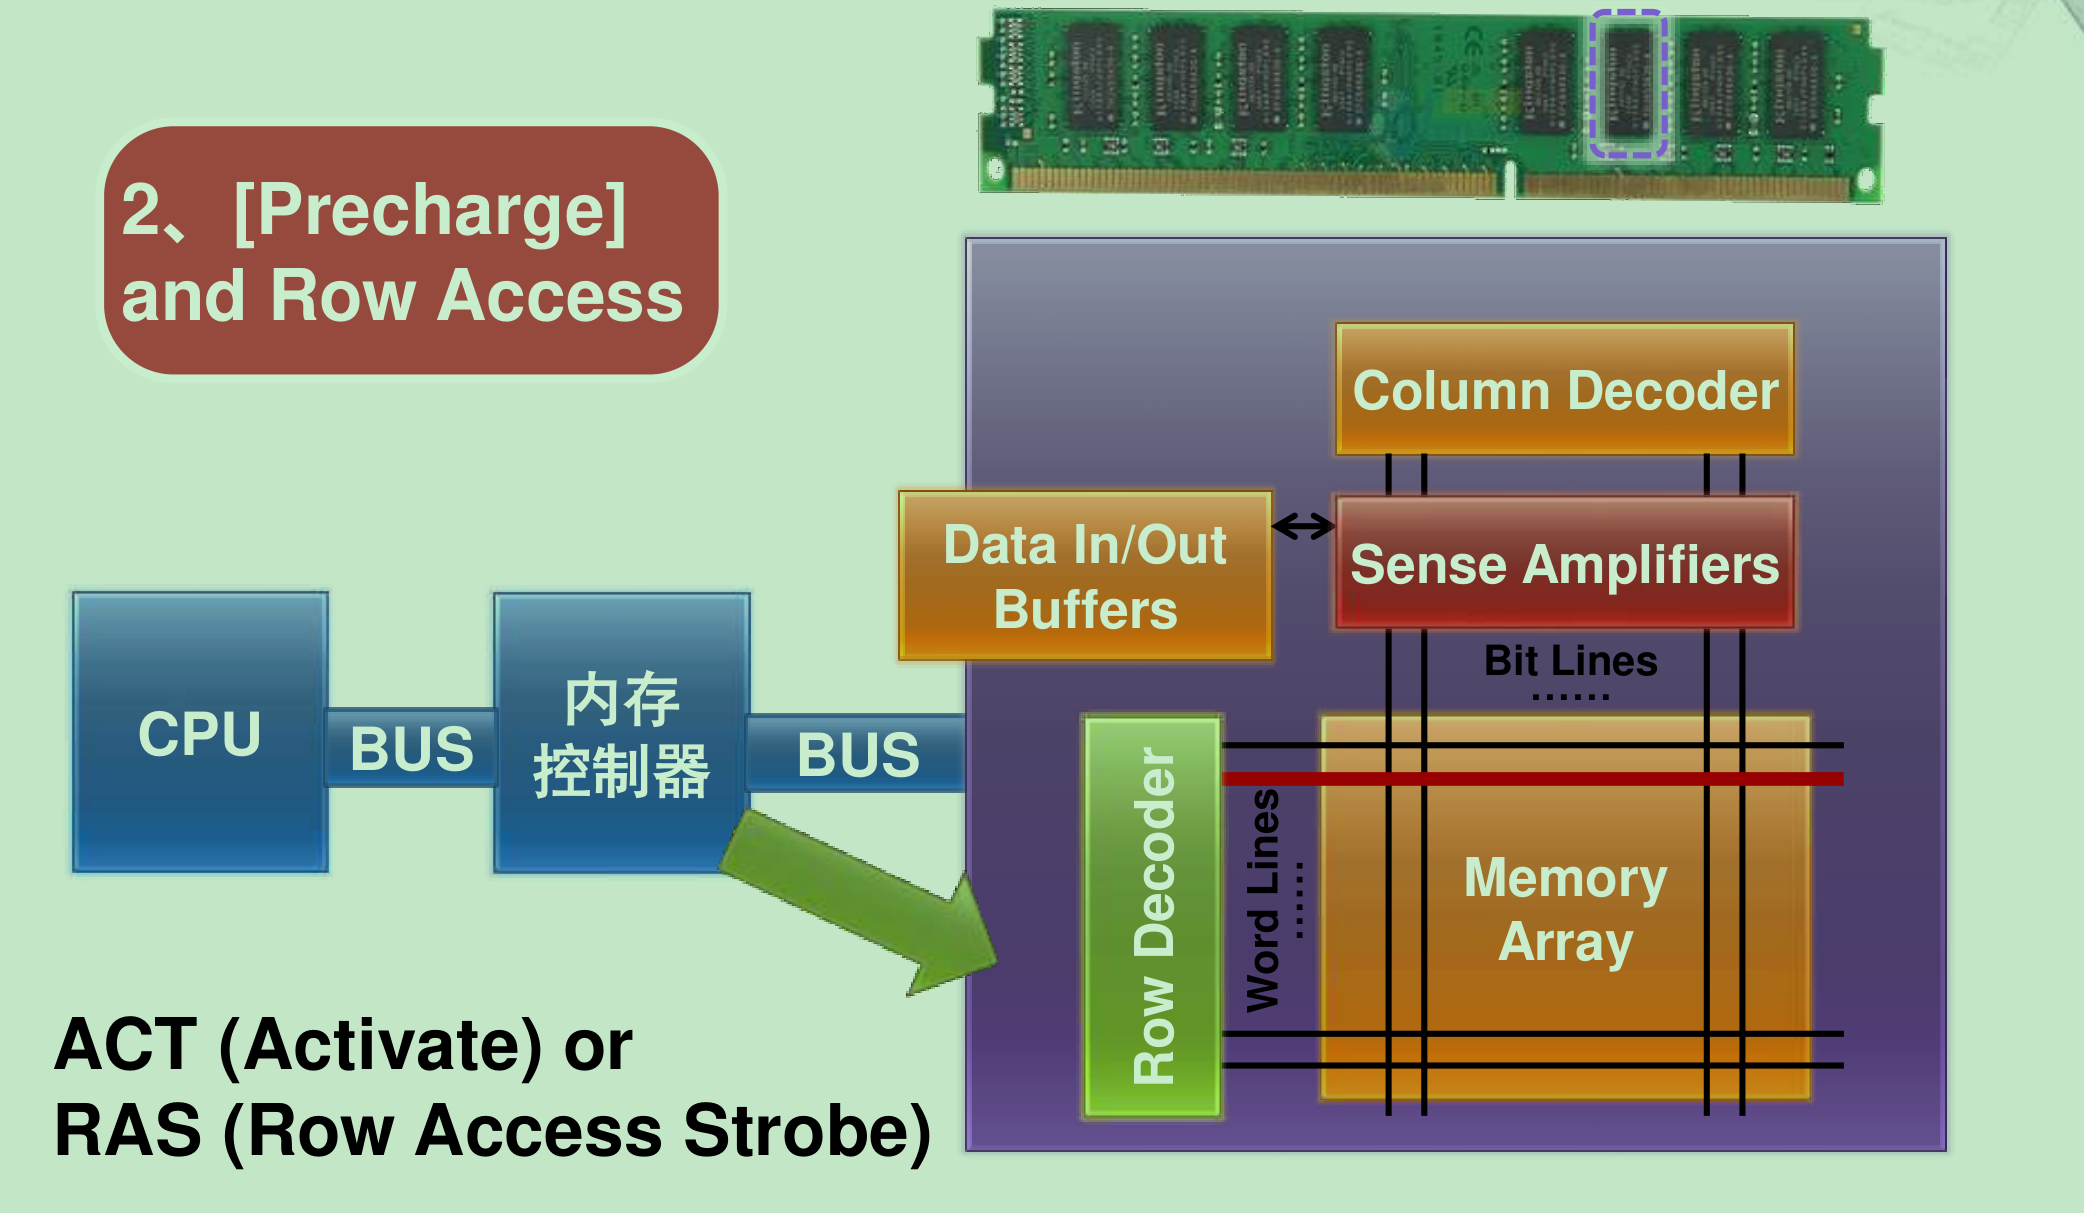 2、 [Precharge]
and Row Access
Column Decoder
Data In/Out
Buffers
Sense Amplifiers
Bit Lines
......
CPU
BUS
内存
控制器
BUS
Row Decoder
Word Lines
......
Memory
Array
ACT (Activate) or
RAS (Row Access Strobe)